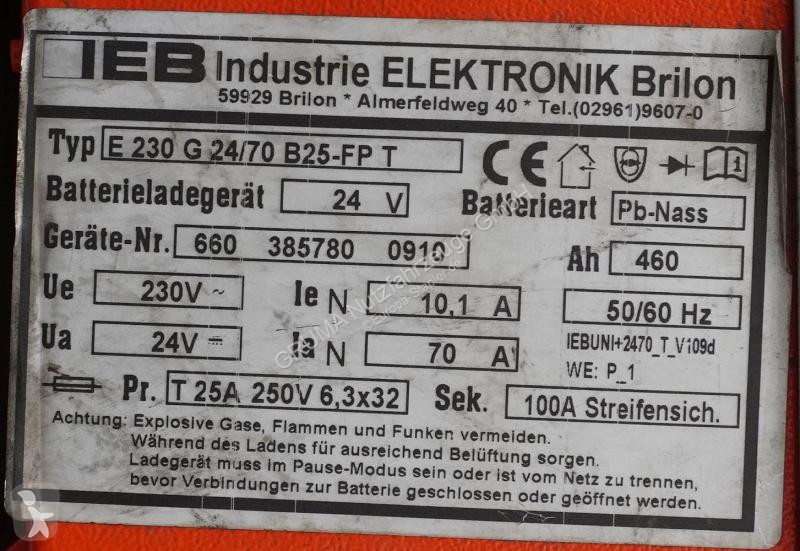 IEB Industrie ELEKTRONIK Brilon
59929 Brilon * Almerfeldweg 40 * Tel.(02961)9607-0
Typ E 230 G 24/70 B25-FP T CE i
Batterieladegerät 24 V Batterieart Pb-Nass
Geräte-Nr. 660 385780 0910 Ah 460
Ue 230V ~ Ie N 10,1 A 50/60 Hz
Ua 24V Ia N 70 A IEBUNI+2470_T_V109d
WE: P_1
Pr. T 25A 250V 6,3x32 Sek. 100A Streifensich.
Achtung: Explosive Gase, Flammen und Funken vermeiden.
Während des Ladens für ausreichend Belüftung sorgen.
Ladegerät muss im Pause-Modus sein oder ist vom Netz zu trennen,
bevor Verbindungen zur Batterie geschlossen oder geöffnet werden.
GRUMA Nutzfahrzeuge GmbH